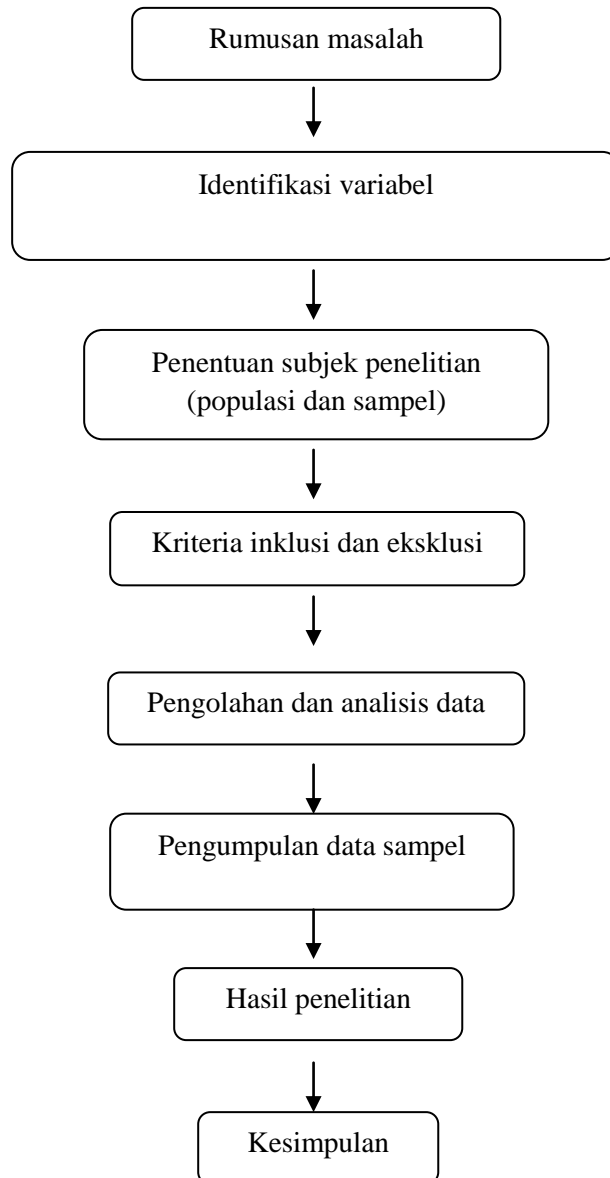 Rumusan masalah
Identifikasi variabel
Penentuan subjek penelitian
(populasi dan sampel)
Kriteria inklusi dan eksklusi
Pengolahan dan analisis data
Pengumpulan data sampel
Hasil penelitian
Kesimpulan